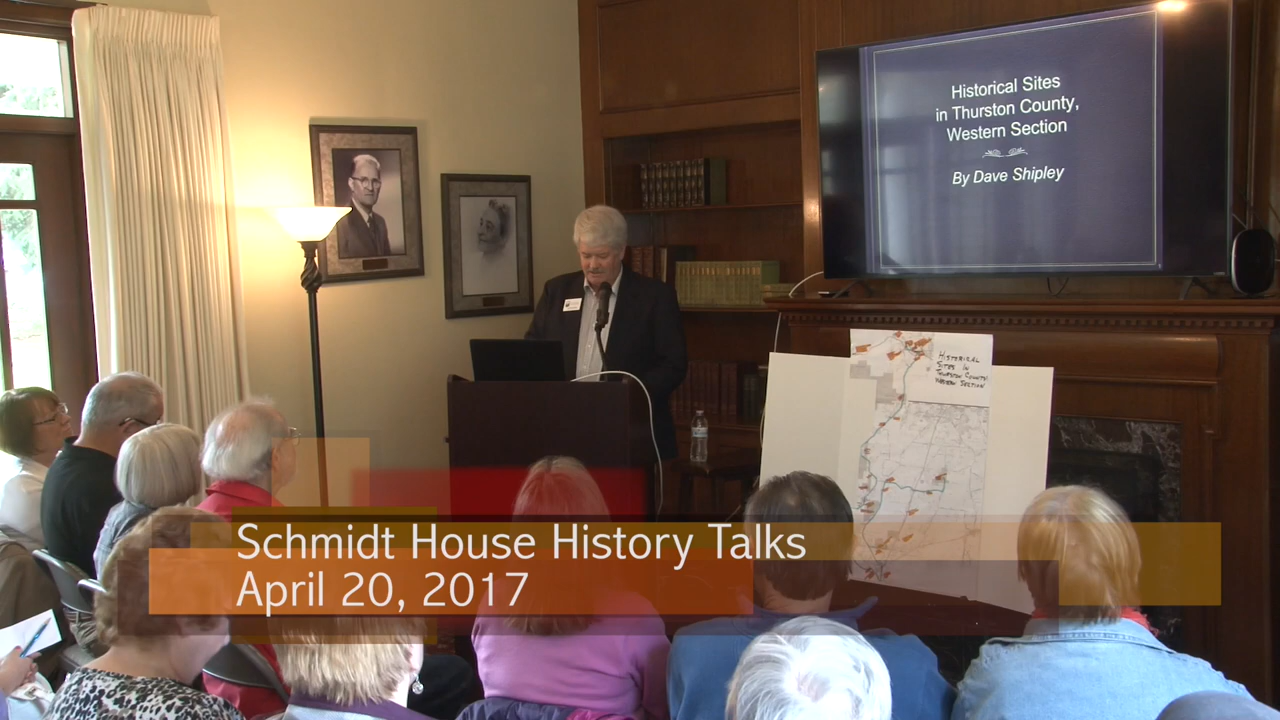 Historical Sites
in Thurston County,
Western Section
By Dave Shipley
HISTORICAL
SITES IN
THURSTON COUNTY
WESTERN SECTION
Schmidt House History Talks
April 20, 2017